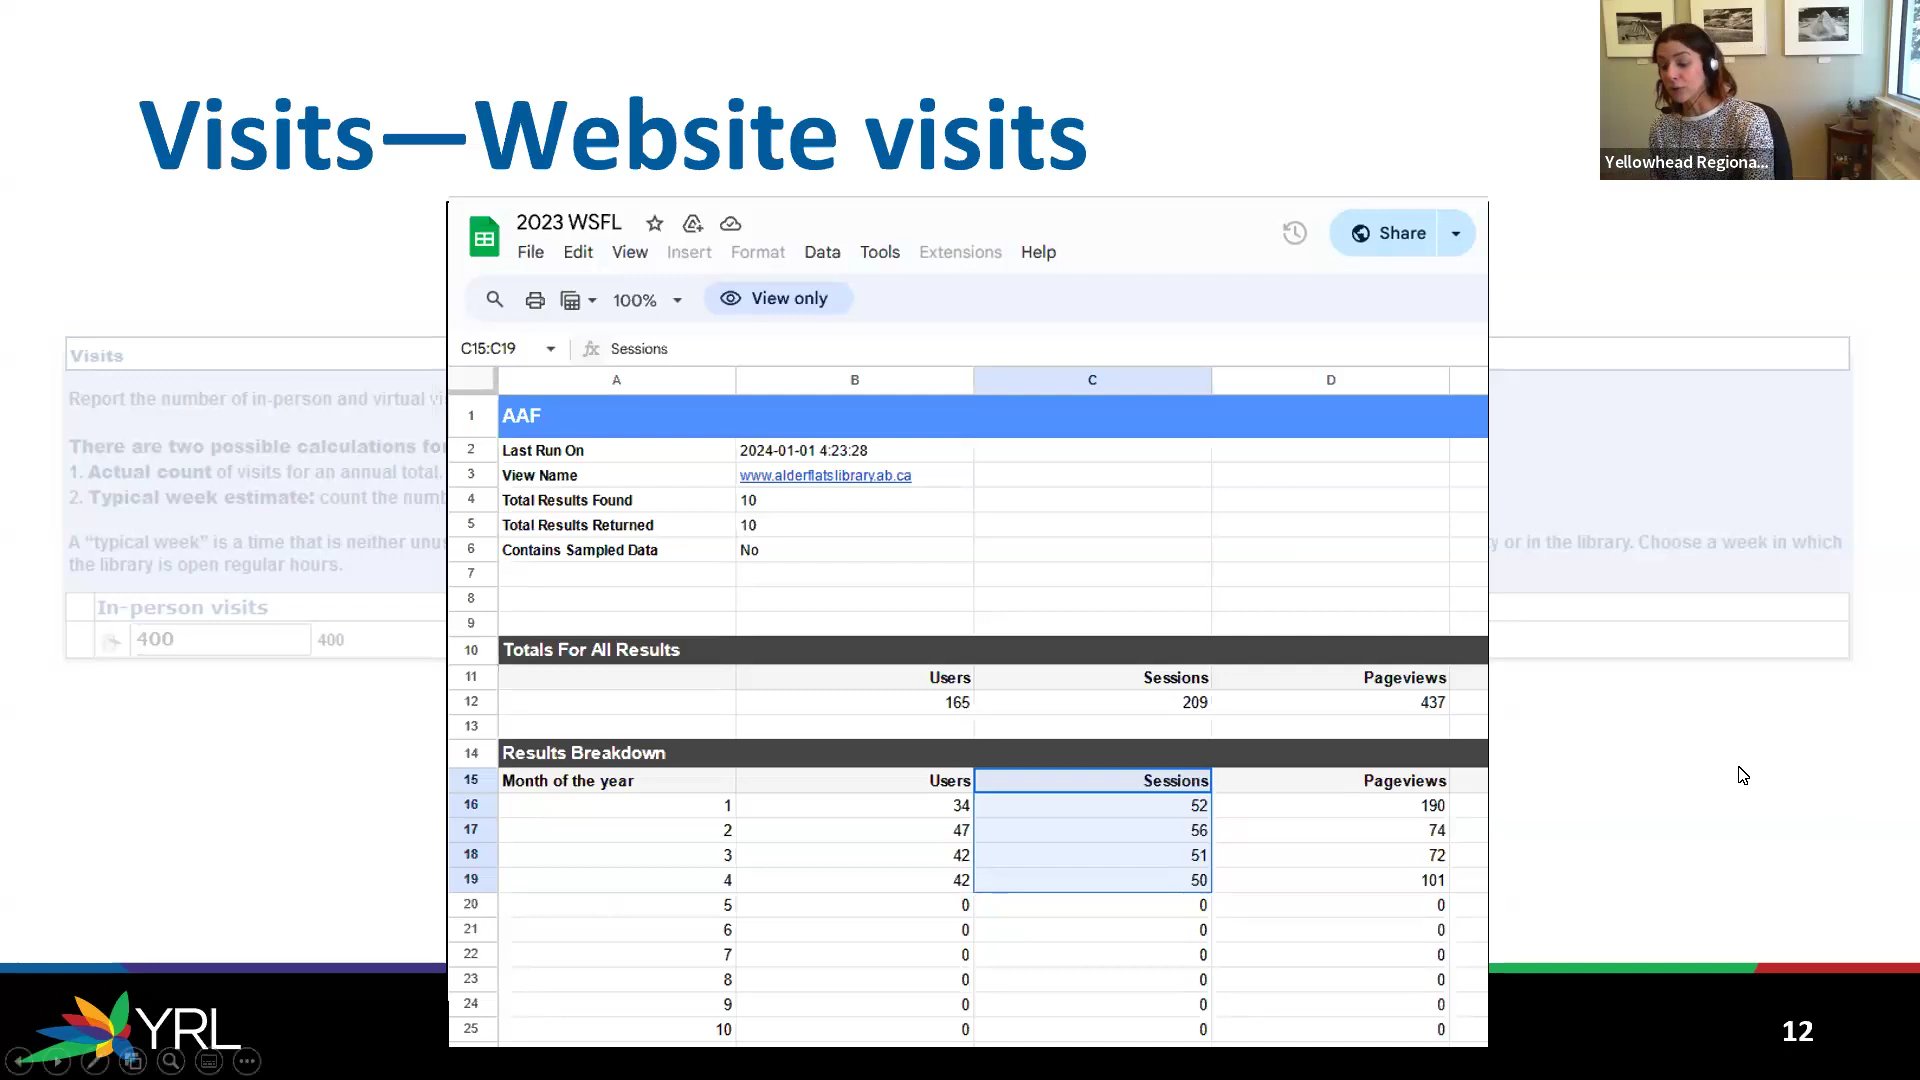 Visits—Website visits
Yellowhead Regiona...
2023 WSFL
File Edit View Insert Format Data Tools Extensions Help
Share
100%
View only
C15:C19
fx Sessions
A B C D
1 AAF
2 Last Run On 2024-01-01 4:23:28
3 View Name www.alderflatslibrary.ab.ca
4 Total Results Found 10
5 Total Results Returned 10
6 Contains Sampled Data No
7
8
9
10 Totals For All Results
11 Users Sessions Pageviews
12 165 209 437
13
14 Results Breakdown
15 Month of the year Users Sessions Pageviews
16 1 34 52 190
17 2 47 56 74
18 3 42 51 72
19 4 42 50 101
20 5 0 0 0
21 6 0 0 0
22 7 0 0 0
23 8 0 0 0
24 9 0 0 0
25 10 0 0 0
Visits
Report the number of in-person and virtual
There are two possible calculations
1. Actual count of visits for an annual total.
2. Typical week estimate: count the
A “typical week” is a time that is neither or in the library. Choose a week in which
the library is open regular hours.
In-person visits
400 400
YRL
12